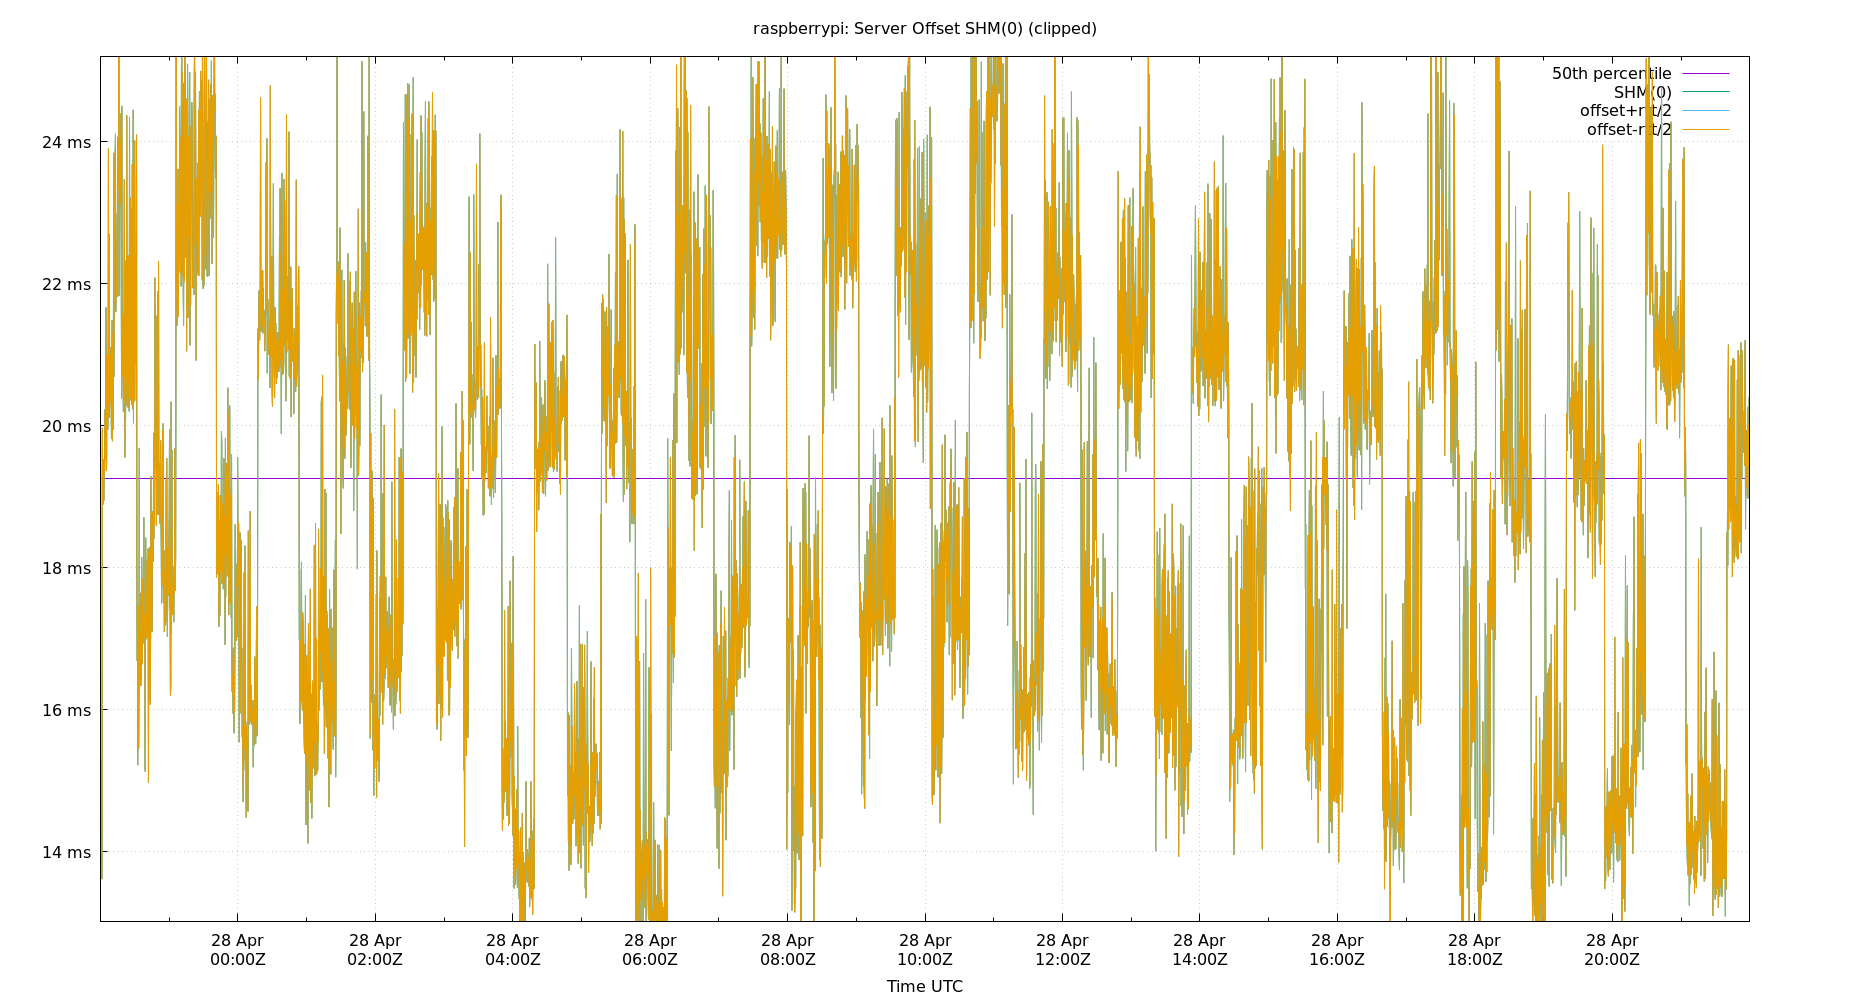 raspberrypi: Server Offset SHM(0) (clipped)
50th percentile
SHM(0)
offset+rtt/2
offset-rtt/2
24 ms
22 ms
20 ms
18 ms
16 ms
14 ms
28 Apr 28 Apr 28 Apr 28 Apr 28 Apr 28 Apr 28 Apr 28 Apr 28 Apr 28 Apr 28 Apr
00:00Z 02:00Z 04:00Z 06:00Z 08:00Z 10:00Z 12:00Z 14:00Z 16:00Z 18:00Z 20:00Z
Time UTC